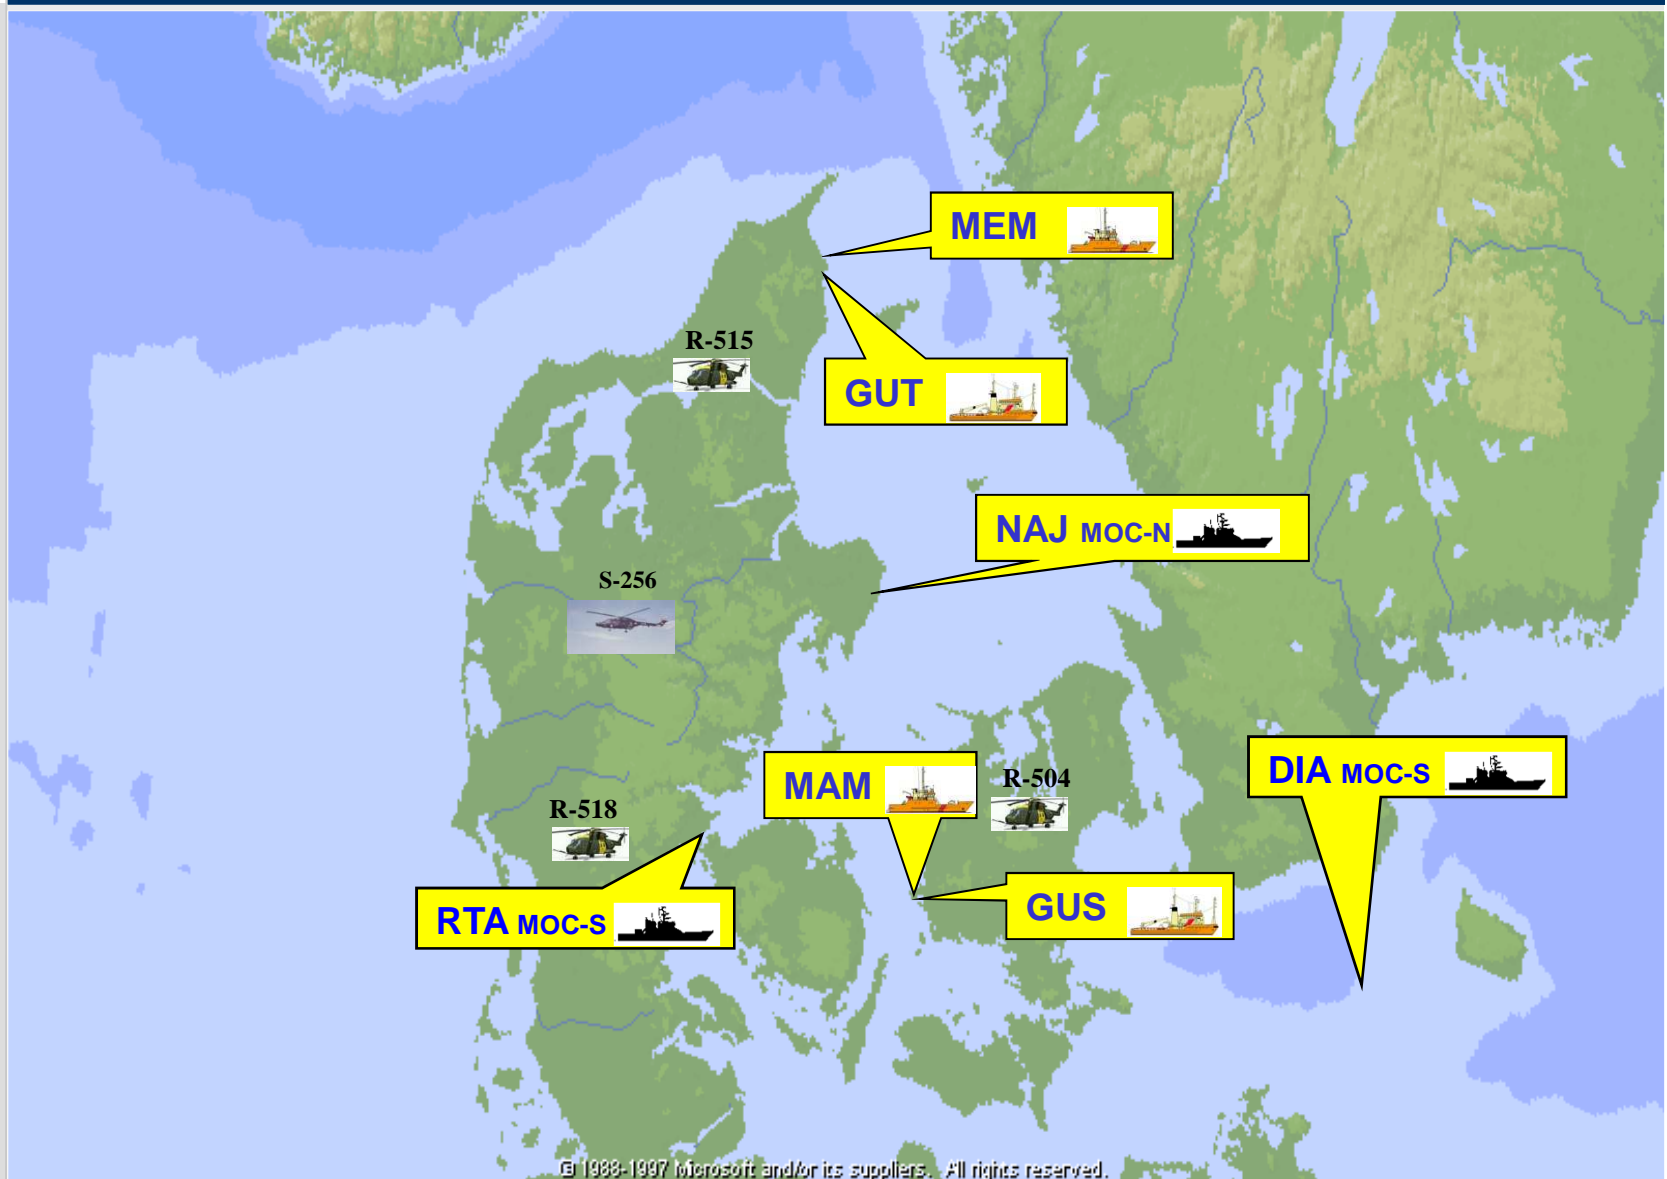 MEM
R-515
GUT
NAJ MOC-N
S-256
DIA MOC-S
MAM
R-504
R-518
GUS
RTA MOC-S
© 1988-1997 Microsoft and/or its suppliers. All rights reserved.